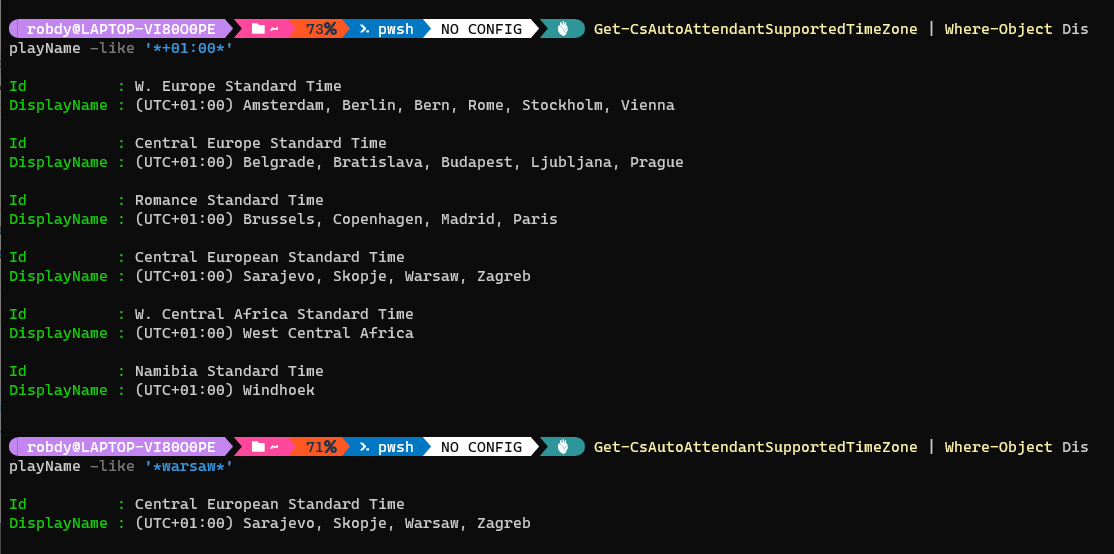 robdy@LAPTOP-VI80O0PE ~ 73% pwsh NO CONFIG Get-CsAutoAttendantSupportedTimeZone | Where-Object Dis
playName -like '*+01:00*'
Id : W. Europe Standard Time
DisplayName : (UTC+01:00) Amsterdam, Berlin, Bern, Rome, Stockholm, Vienna
Id : Central Europe Standard Time
DisplayName : (UTC+01:00) Belgrade, Bratislava, Budapest, Ljubljana, Prague
Id : Romance Standard Time
DisplayName : (UTC+01:00) Brussels, Copenhagen, Madrid, Paris
Id : Central European Standard Time
DisplayName : (UTC+01:00) Sarajevo, Skopje, Warsaw, Zagreb
Id : W. Central Africa Standard Time
DisplayName : (UTC+01:00) West Central Africa
Id : Namibia Standard Time
DisplayName : (UTC+01:00) Windhoek
robdy@LAPTOP-VI80O0PE ~ 71% pwsh NO CONFIG Get-CsAutoAttendantSupportedTimeZone | Where-Object Dis
playName -like '*warsaw*'
Id : Central European Standard Time
DisplayName : (UTC+01:00) Sarajevo, Skopje, Warsaw, Zagreb